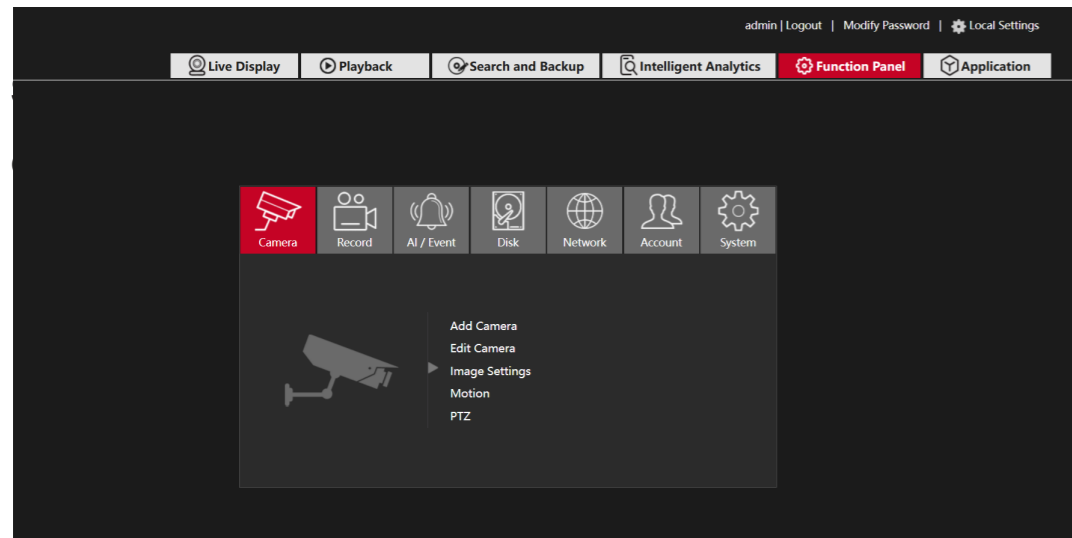 admin | Logout | Modify Password | Local Settings
Live Display Playback Search and Backup Intelligent Analytics Function Panel Application
Camera Record AI / Event Disk Network Account System
Add Camera
Edit Camera
Image Settings
Motion
PTZ